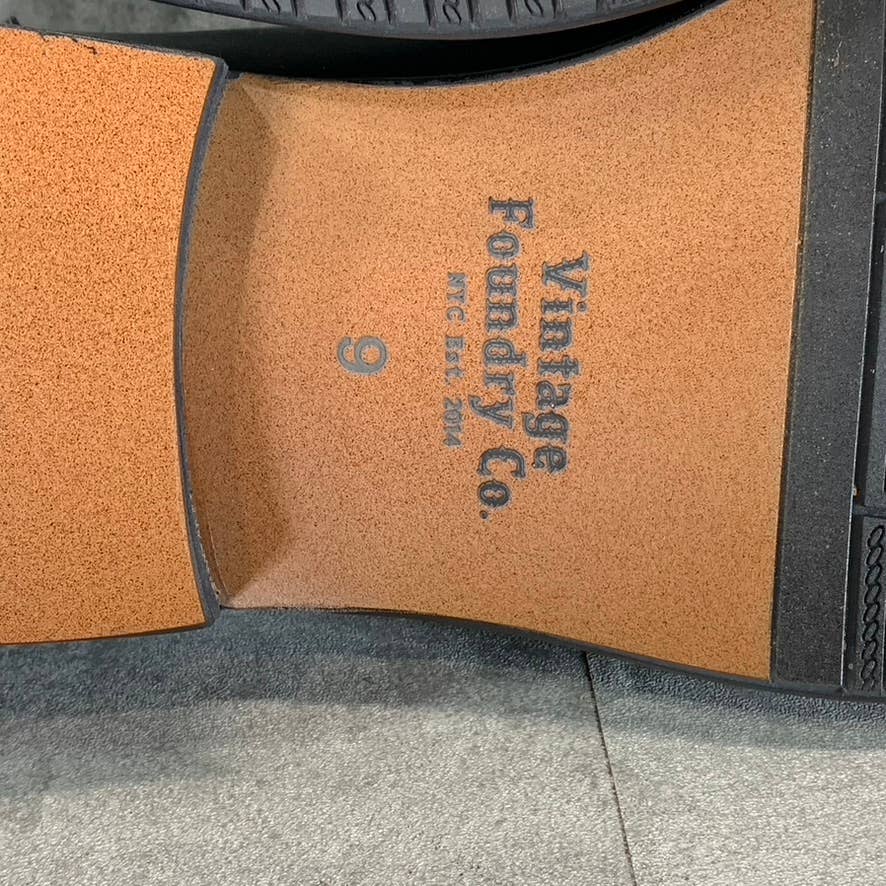 Vintage
Foundry Co.
NYC Est. 2014
9